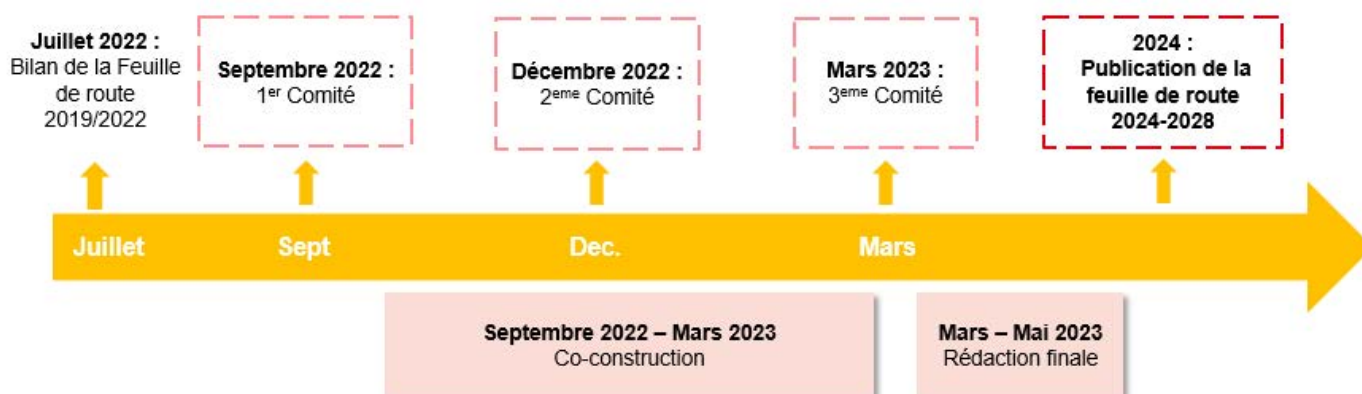 Juillet 2022 :
Bilan de la Feuille
de route
2019/2022
Septembre 2022 :
1er Comité
Décembre 2022 :
2eme Comité
Mars 2023 :
3eme Comité
2024 :
Publication de la
feuille de route
2024-2028
Juillet
Sept
Dec.
Mars
Septembre 2022 – Mars 2023
Co-construction
Mars – Mai 2023
Rédaction finale